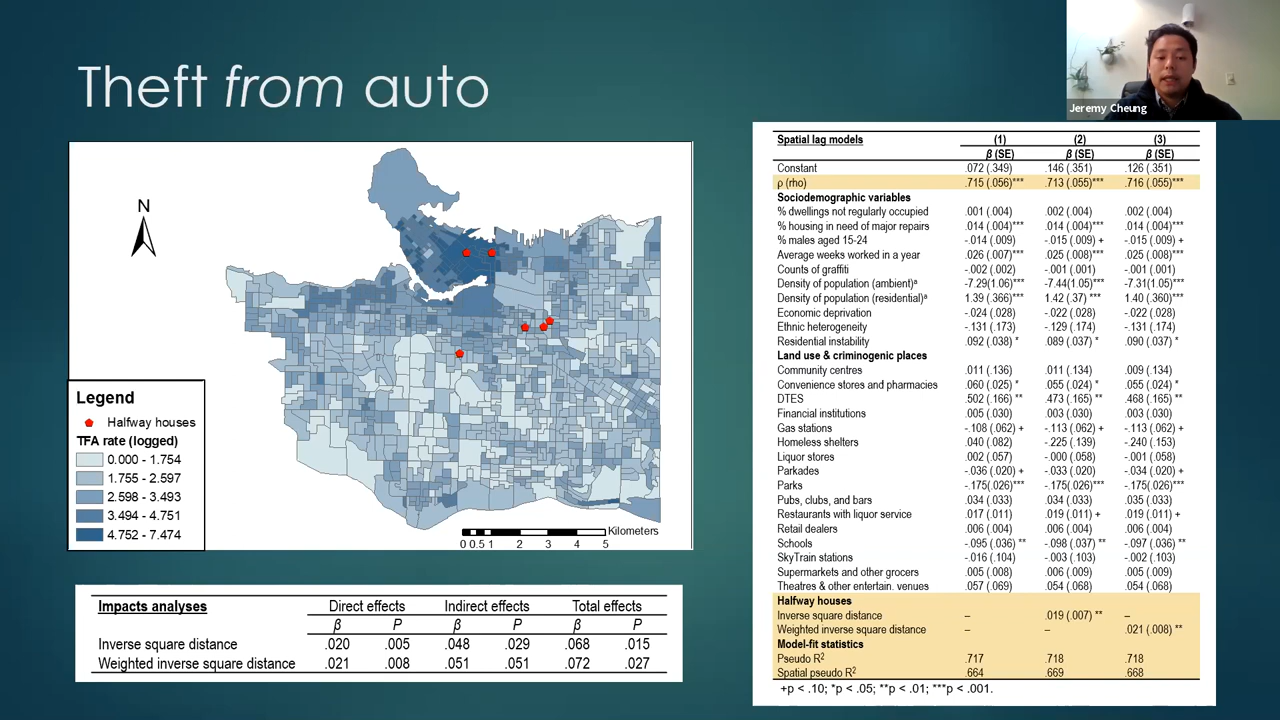 Theft from auto
Jeremy Cheung
N
Legend
Halfway houses
TFA rate (logged)
0.000 - 1.754
1.755 - 2.597
2.598 - 3.493
3.494 - 4.751
4.752 - 7.474
Kilometers
0 0.5 1 2 3 4 5
Impacts analyses Direct effects Indirect effects Total effects
β P β P β P
Inverse square distance .020 .005 .048 .029 .068 .015
Weighted inverse square distance .021 .008 .051 .051 .072 .027
Spatial lag models (1) (2) (3)
β (SE) β (SE) β (SE)
Constant .072 (.349) .146 (.351) .126 (.351)
ρ (rho) .715 (.056)*** .713 (.055)*** .716 (.055)***
Sociodemographic variables
% dwellings not regularly occupied .001 (.004) .002 (.004) .002 (.004)
% housing in need of major repairs .014 (.004)*** .014 (.004)*** .014 (.004)***
% males aged 15-24 -.014 (.009) -.015 (.009) + -.015 (.009) +
Average weeks worked in a year .026 (.007)*** .025 (.008)*** .025 (.008)***
Counts of graffiti -.002 (.002) -.001 (.001) -.001 (.001)
Density of population (ambient)ª -7.29(1.06)*** -7.44(1.05)*** -7.31(1.05)***
Density of population (residential)ª 1.39 (.366)*** 1.42 (.37) *** 1.40 (.360)***
Economic deprivation -.024 (.028) -.022 (.028) -.022 (.028)
Ethnic heterogeneity -.131 (.173) -.129 (.174) -.131 (.174)
Residential instability .092 (.038) * .089 (.037) * .090 (.037) *
Land use & criminogenic places
Community centres .011 (.136) .011 (.134) .009 (.134)
Convenience stores and pharmacies .060 (.025) * .055 (.024) * .055 (.024) *
DTES .502 (.166) ** .473 (.165) ** .468 (.165) **
Financial institutions .005 (.030) .003 (.030) .003 (.030)
Gas stations -.108 (.062) + -.113 (.062) + -.113 (.062) +
Homeless shelters .040 (.082) -.225 (.139) -.240 (.153)
Liquor stores .002 (.057) -.000 (.058) -.001 (.058)
Parkades -.036 (.020) + -.033 (.020) -.034 (.020) +
Parks -.175(.026)*** -.175(.026)*** -.175(.026)***
Pubs, clubs, and bars .034 (.033) .034 (.033) .035 (.033)
Restaurants with liquor service .017 (.011) .019 (.011) + .019 (.011) +
Retail dealers .006 (.004) .006 (.004) .006 (.004)
Schools -.095 (.036) ** -.098 (.037) ** -.097 (.036) **
SkyTrain stations -.016 (.104) -.003 (.103) -.002 (.103)
Supermarkets and other grocers .005 (.008) .006 (.009) .005 (.009)
Theatres & other entertain. venues .057 (.069) .054 (.068) .054 (.068)
Halfway houses
Inverse square distance – .019 (.007) ** –
Weighted inverse square distance – – .021 (.008) **
Model-fit statistics
Pseudo R² .717 .718 .718
Spatial pseudo R² .664 .669 .668
+p < .10; *p < .05; **p < .01; ***p < .001.